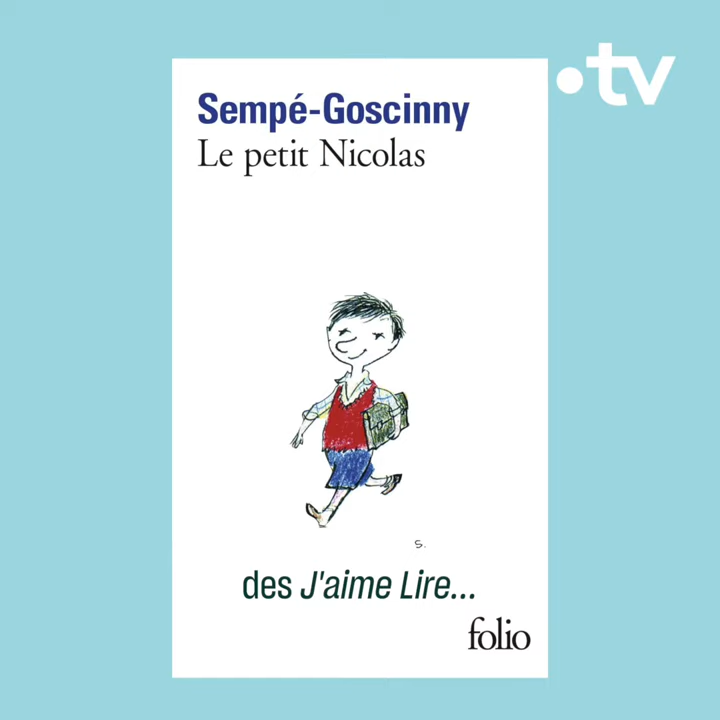 .tv
Sempé-Goscinny
Le petit Nicolas
S.
des J'aime Lire...
folio